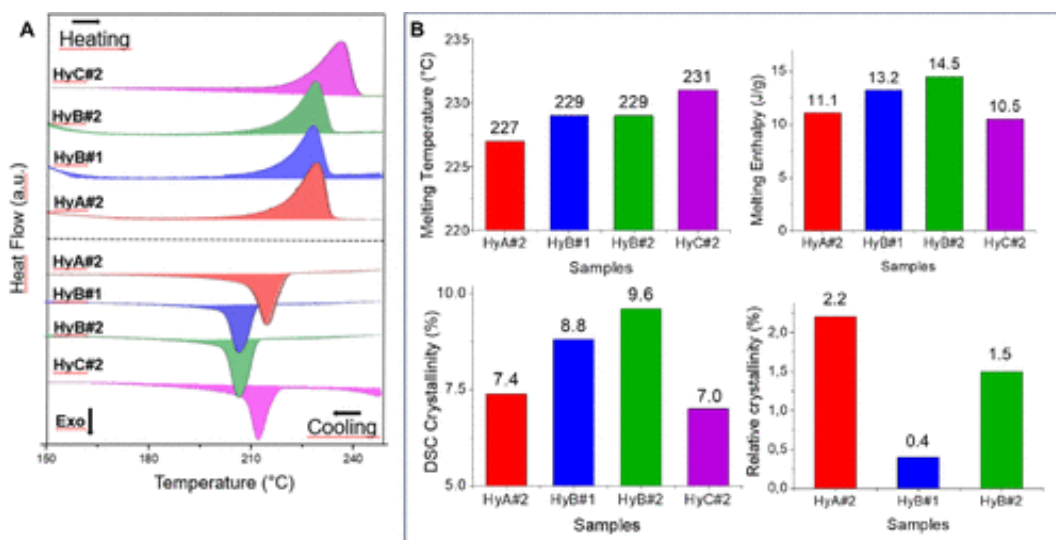 A
Heating
HyC#2
HyB#2
HyB#1
HyA#2
HyA#2
HyB#1
HyB#2
HyC#2
Exo
Cooling
Heat Flow (a.u.)
150 180 210 240
Temperature (°C)
B
Melting Temperature (°C)
235
230
225
220
227
229
229
231
HyA#2 HyB#1 HyB#2 HyC#2
Samples
Melting Enthalpy (J/g)
15
10
5
0
11.1
13.2
14.5
10.5
HyA#2 HyB#1 HyB#2 HyC#2
Samples
DSC Crystallinity (%)
10.0
7.5
5.0
7.4
8.8
9.6
7.0
HyA#2 HyB#1 HyB#2 HyC#2
Samples
Relative crystallinity (%)
2.0
1,5
1.0
0,5
0,0
2.2
0.4
1.5
HyA#2 HyB#1 HyB#2
Samples